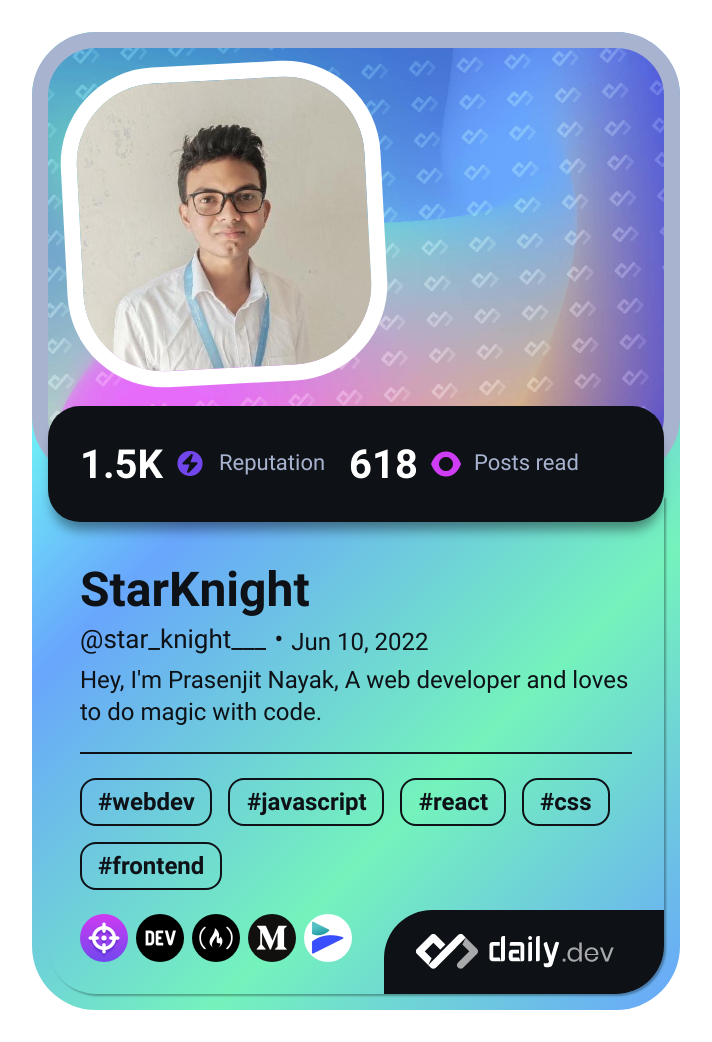 1.5K Reputation 618 Posts read
StarKnight
@star_knight___ • Jun 10, 2022
Hey, I'm Prasenjit Nayak, A web developer and loves
to do magic with code.
#webdev #javascript #react #css
#frontend
DEV M daily.dev